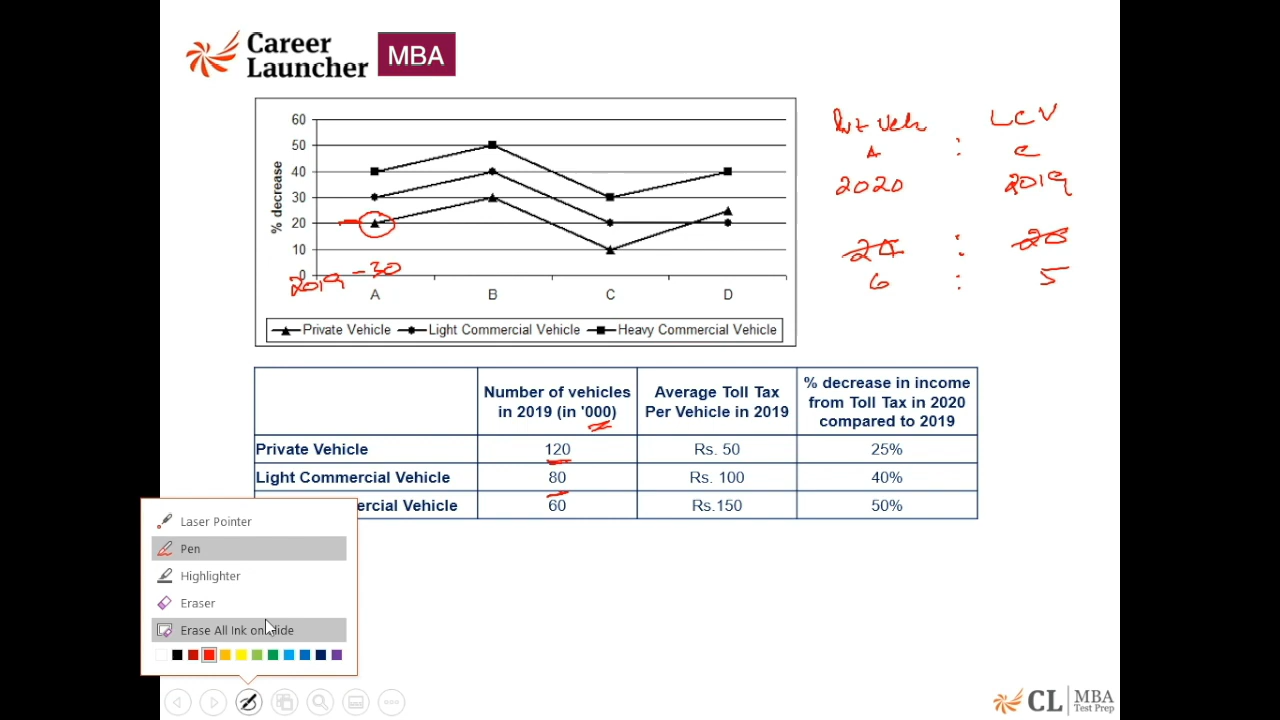 Career
Launcher
MBA
60
50
40
30
20
10
0
% decrease
A
B
C
D
2019 - 30
Private Vehicle
Light Commercial Vehicle
Heavy Commercial Vehicle
Pvt Veh LCV
A : C
2020 2019
24 : 20
6 : 5
Number of vehicles
in 2019 (in '000)
Average Toll Tax
Per Vehicle in 2019
% decrease in income
from Toll Tax in 2020
compared to 2019
Private Vehicle 120 Rs. 50 25%
Light Commercial Vehicle 80 Rs. 100 40%
ercial Vehicle 60 Rs.150 50%
Laser Pointer
Pen
Highlighter
Eraser
Erase All Ink on Slide
CL MBA
Test Prep